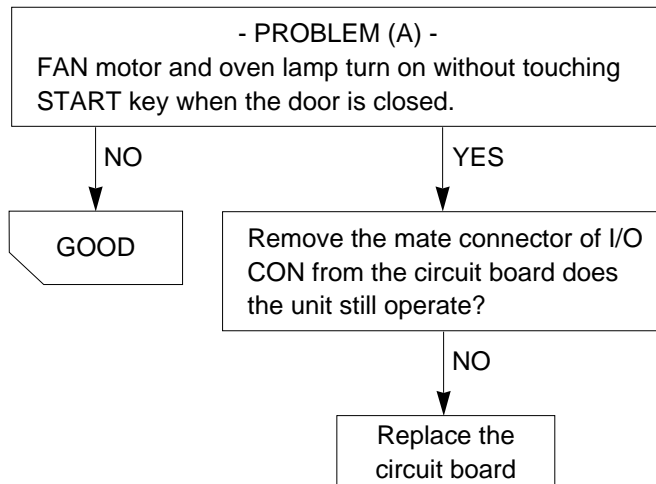 - PROBLEM (A) -
FAN motor and oven lamp turn on without touching
START key when the door is closed.
NO
YES
GOOD
Remove the mate connector of I/O
CON from the circuit board does
the unit still operate?
NO
Replace the
circuit board